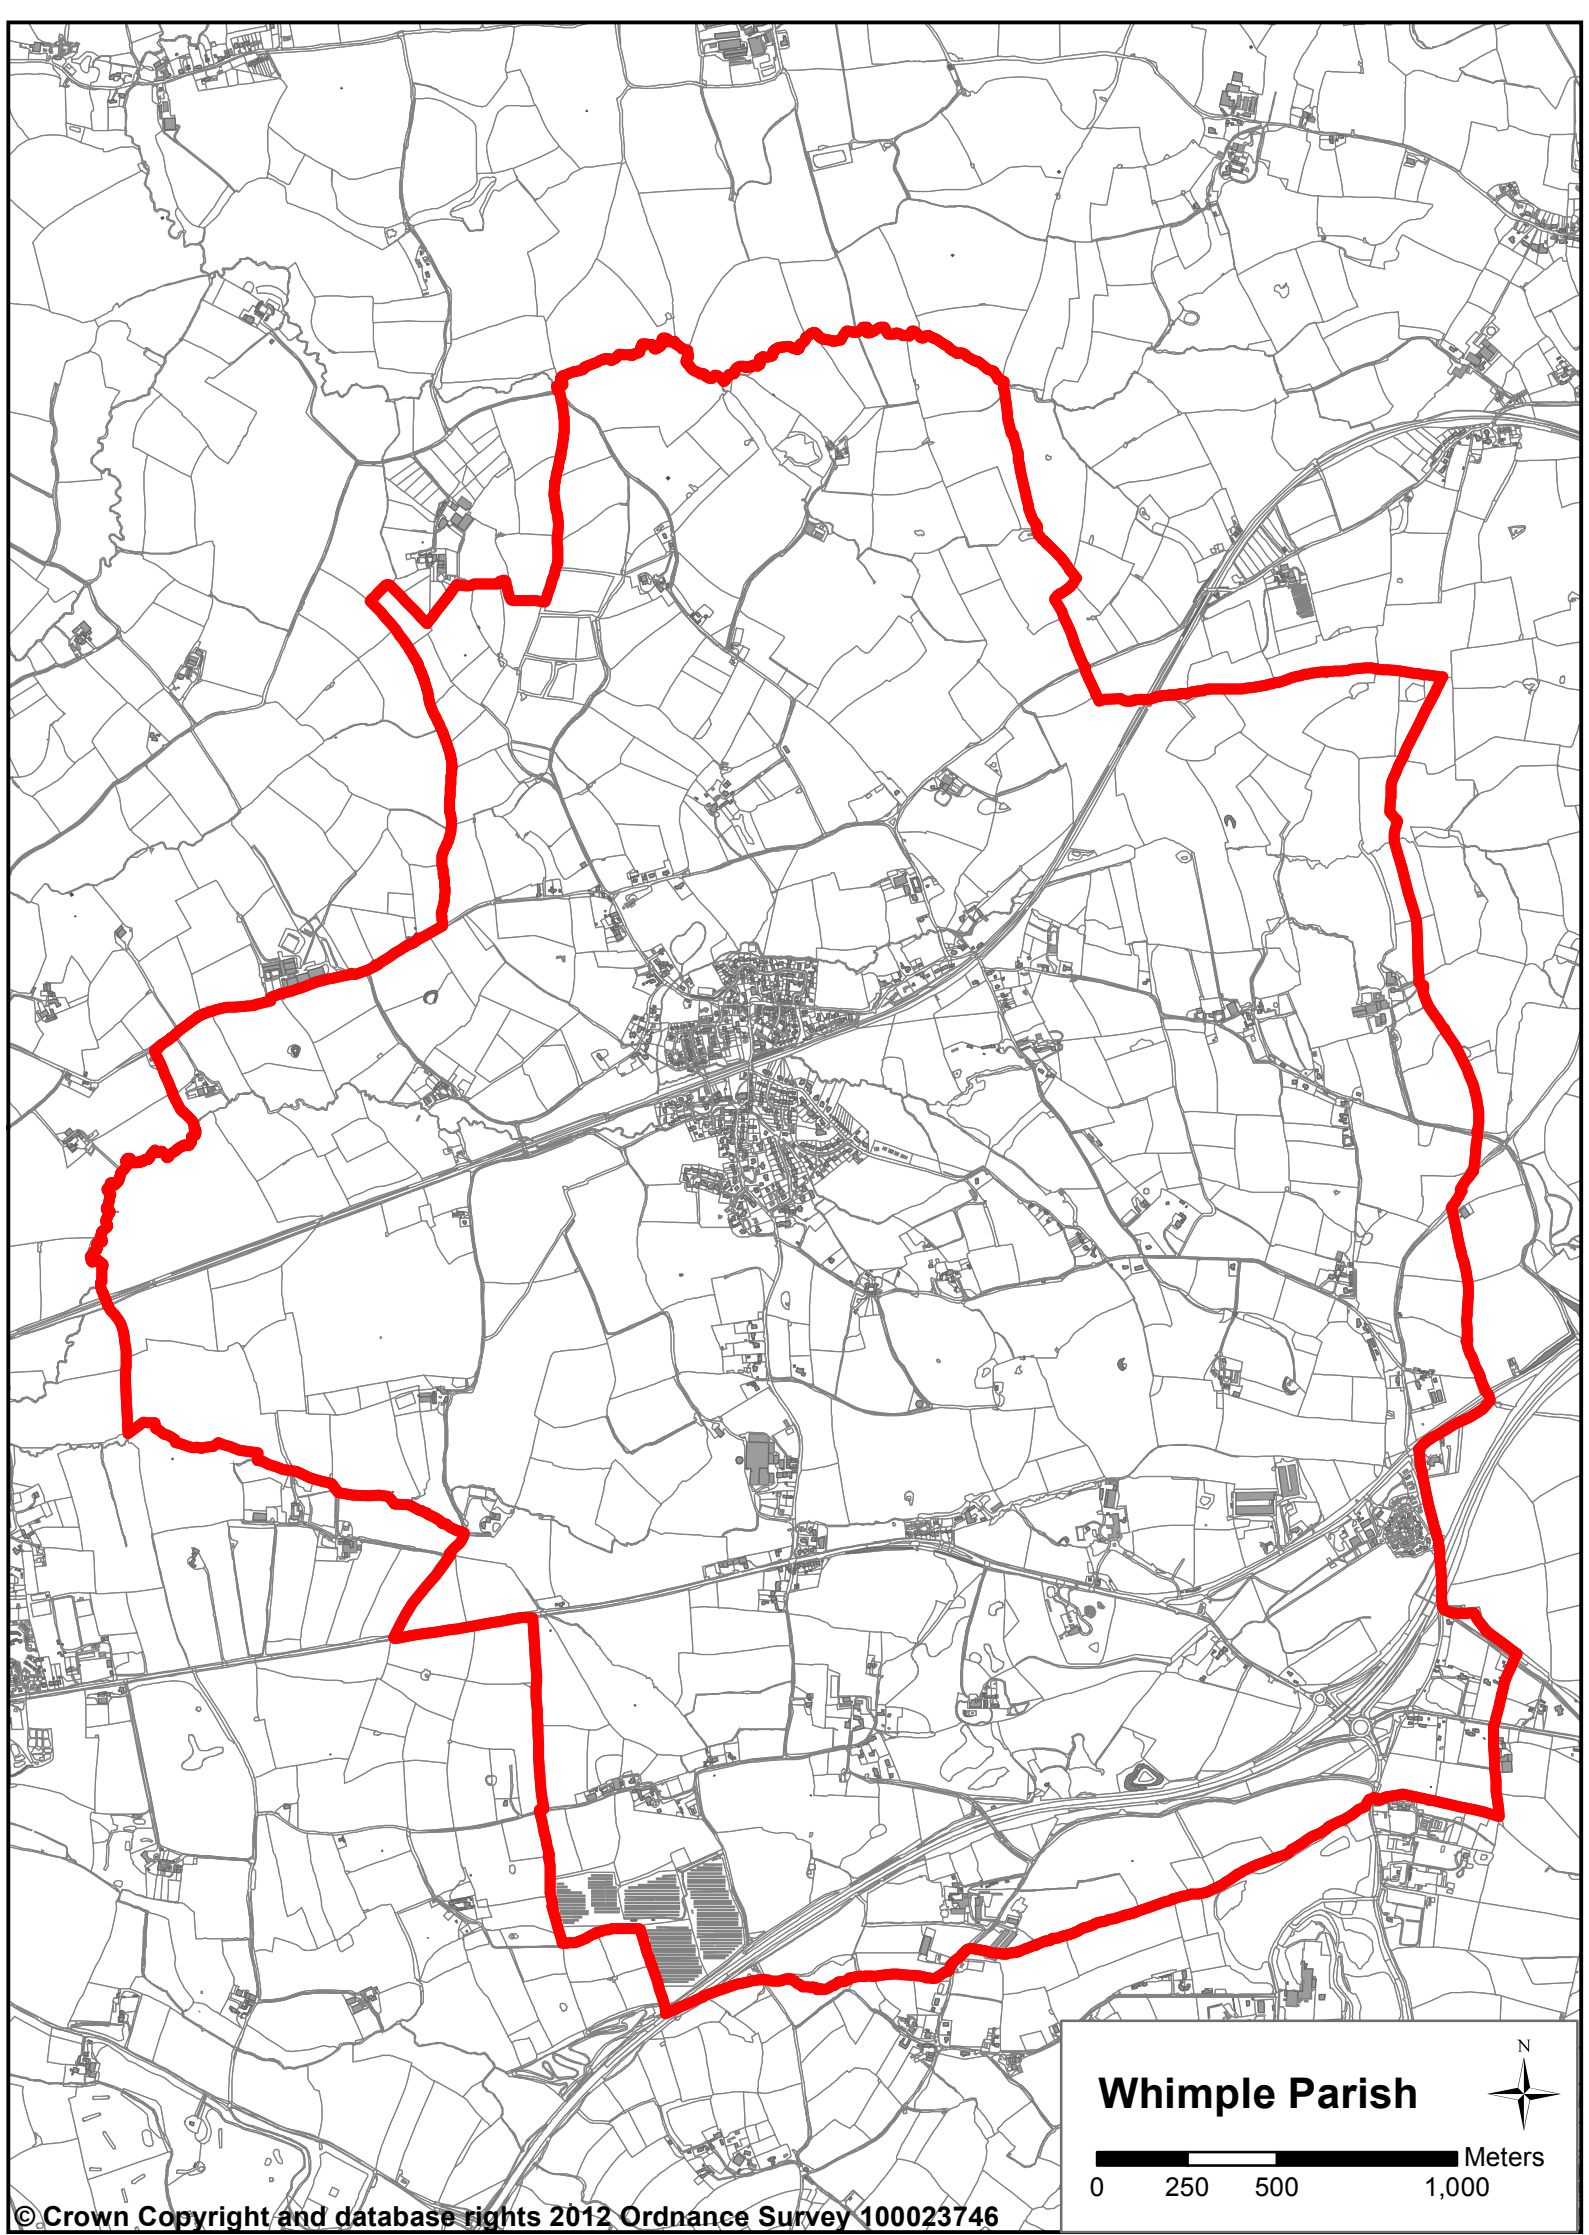 N
Whimple Parish
Meters
0 250 500 1,000
© Crown Copyright and database rights 2012 Ordnance Survey 100023746